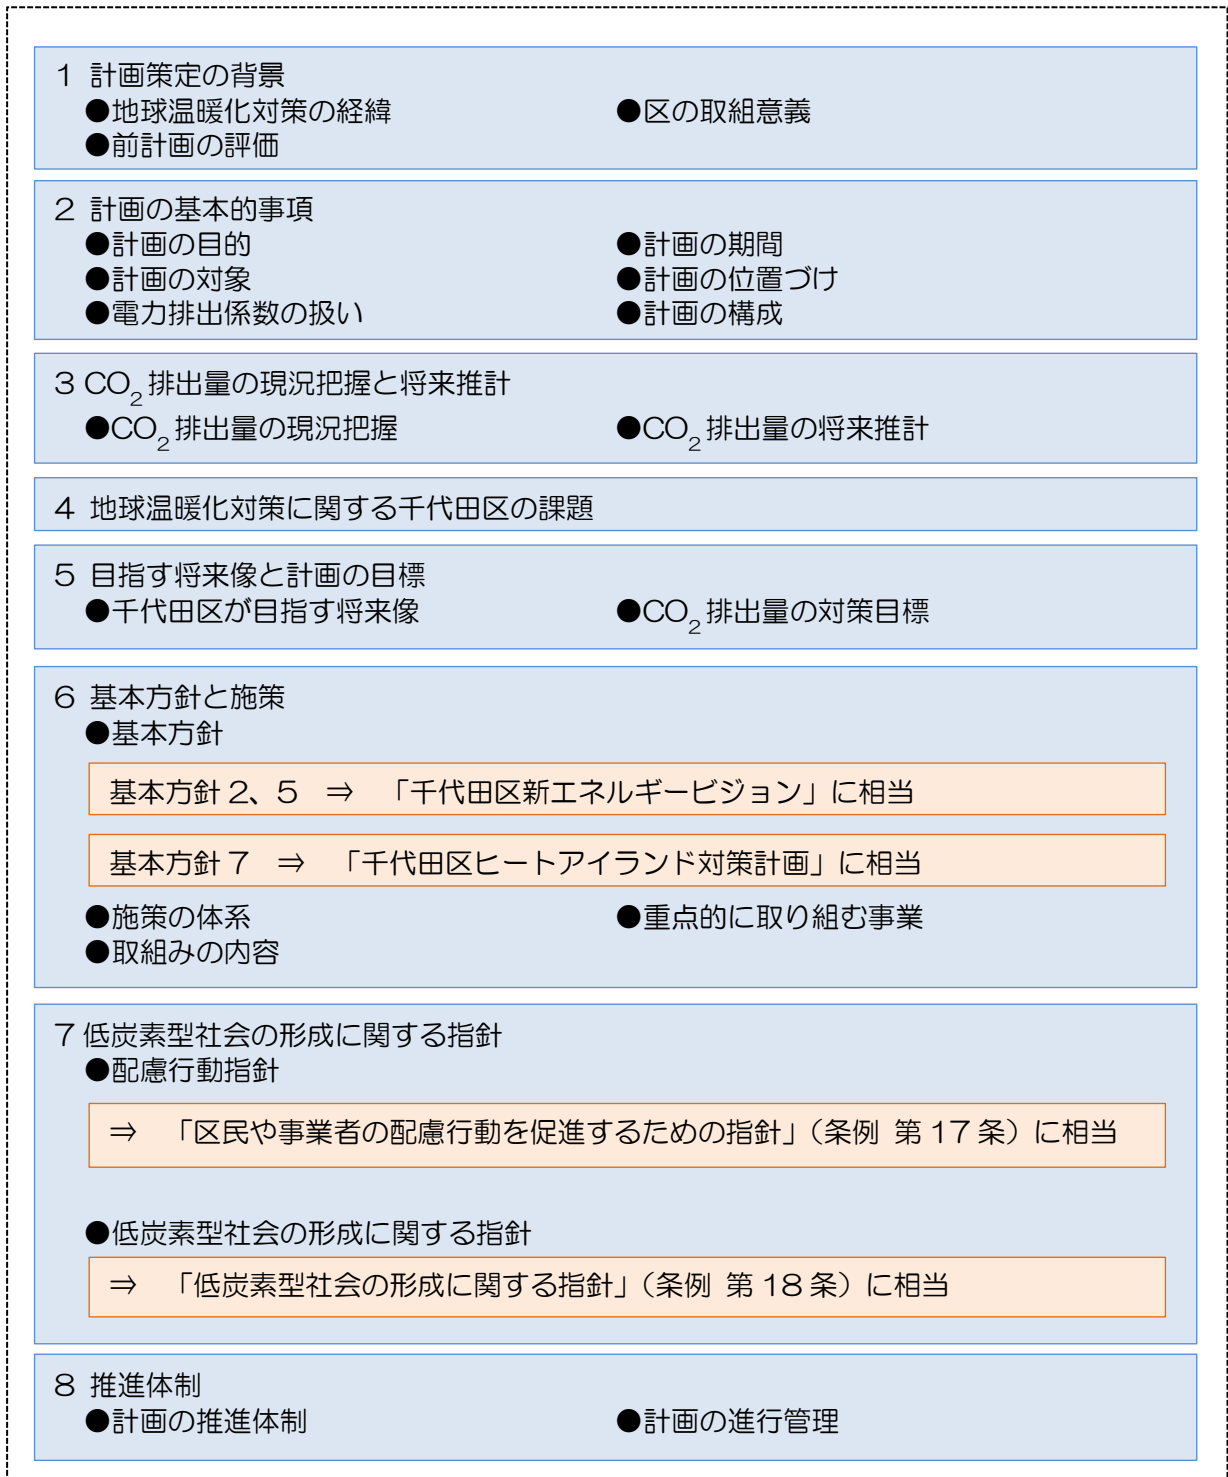 1 計画策定の背景
●地球温暖化対策の経緯 ●区の取組意義
●前計画の評価
2 計画の基本的事項
●計画の目的 ●計画の期間
●計画の対象 ●計画の位置づけ
●電力排出係数の扱い ●計画の構成
3 CO₂排出量の現況把握と将来推計
●CO₂排出量の現況把握 ●CO₂排出量の将来推計
4 地球温暖化対策に関する千代田区の課題
5 目指す将来像と計画の目標
●千代田区が目指す将来像 ●CO₂排出量の対策目標
6 基本方針と施策
●基本方針
基本方針2、5 ⇒ 「千代田区新エネルギービジョン」に相当
基本方針7 ⇒ 「千代田区ヒートアイランド対策計画」に相当
●施策の体系 ●重点的に取り組む事業
●取組みの内容
7 低炭素型社会の形成に関する指針
●配慮行動指針
⇒ 「区民や事業者の配慮行動を促進するための指針」（条例 第17条）に相当
●低炭素型社会の形成に関する指針
⇒ 「低炭素型社会の形成に関する指針」（条例 第18条）に相当
8 推進体制
●計画の推進体制 ●計画の進行管理